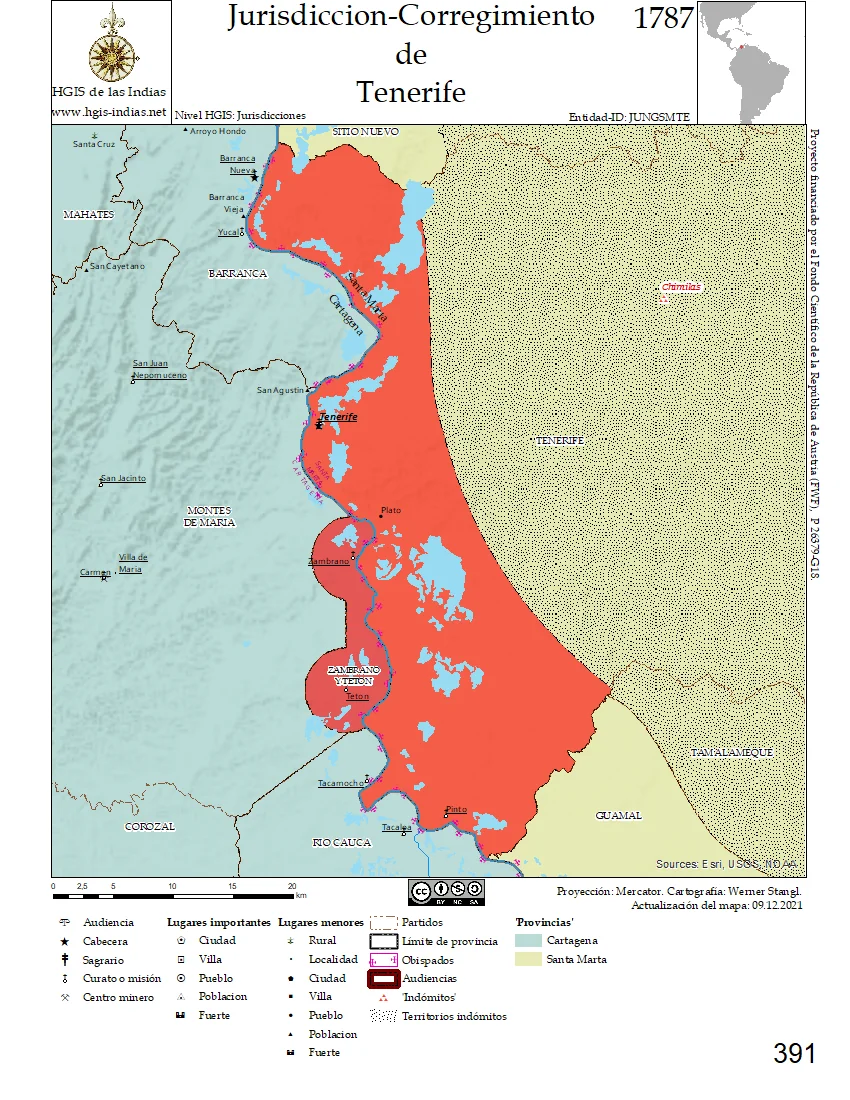 Jurisdiccion-Corregimiento
de
Tenerife
1787
HGIS de las Indias
www.hgis-indias.net
Nivel HGIS: Jurisdicciones
Entidad-ID: JUNGSMTE
Santa Cruz
Arroyo Hondo
SITIO NUEVO
Barranca
Nueva
Barranca
Vieja
MAHATES
Yucal
San Cayetano
BARRANCA
Chimilas
Santa Marta
Cartagena
San Juan
Nepomuceno
San Agustin
Tenerife
TENERIFE
SANTA
MARTA
CARTAGENA
San Jacinto
MONTES
DE MARIA
Plato
Villa de
Maria
Carmen
Zambrano
ZAMBRANO
Y TETON
Teton
TAMALAMEQUE
Tacamocho
Pinto
GUAMAL
COROZAL
Tacaloa
RIO CAUCA
Sources: Esri, USGS, NOAA
Proyecto financiado por el Fondo Científico de la República de Austria (FWF), P 26379-G18.
0 2,5 5 10 15 20
km
CC BY NC SA
Proyección: Mercator. Cartografía: Werner Stangl.
Actualización del mapa: 09.12.2021
Audiencia
Cabecera
Sagrario
Curato o misión
Centro minero
Lugares importantes
Ciudad
Villa
Pueblo
Poblacion
Fuerte
Lugares menores
Rural
Localidad
Ciudad
Villa
Pueblo
Poblacion
Fuerte
Partidos
Límite de provincia
Obispados
Audiencias
'Indómitos'
Territorios indómitos
'Provincias'
Cartagena
Santa Marta
391